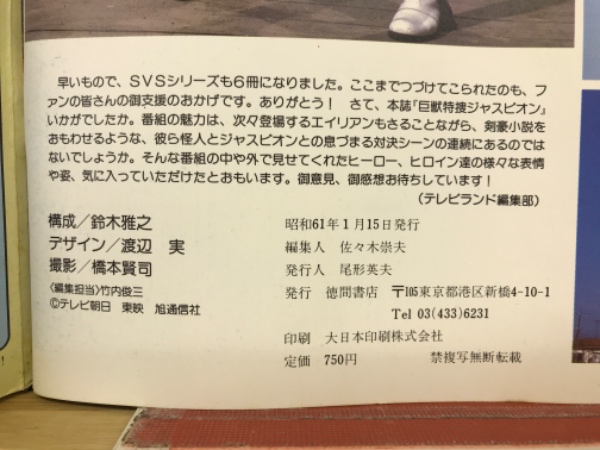 早いもので、SVSシリーズも6冊になりました。ここまでつづけてこられたのも、フ
ァンの皆さんの御支援のおかげです。ありがとう！　さて、本誌『巨獣特捜ジャスピオン』
いかがでしたか。番組の魅力は、次々登場するエイリアンもさることながら、剣豪小説を
おもわせるような、彼ら怪人とジャスピオンとの息づまる対決シーンの連続にあるのでは
ないでしょうか。そんな番組の中や外で見せてくれたヒーロー、ヒロイン達の様々な表情
や姿、気に入っていただけたとおもいます。御意見、御感想お待ちしています！
（テレビランド編集部）
構成／鈴木雅之
デザイン／渡辺　実
撮影／橋本賢司
〈編集担当〉竹内俊三
©テレビ朝日　東映　旭通信社
昭和61年1月15日発行
編集人　佐々木崇夫
発行人　尾形英夫
発行　徳間書店　〒105東京都港区新橋4-10-1
Tel 03(433)6231
印刷　大日本印刷株式会社
定価　750円　禁複写無断転載